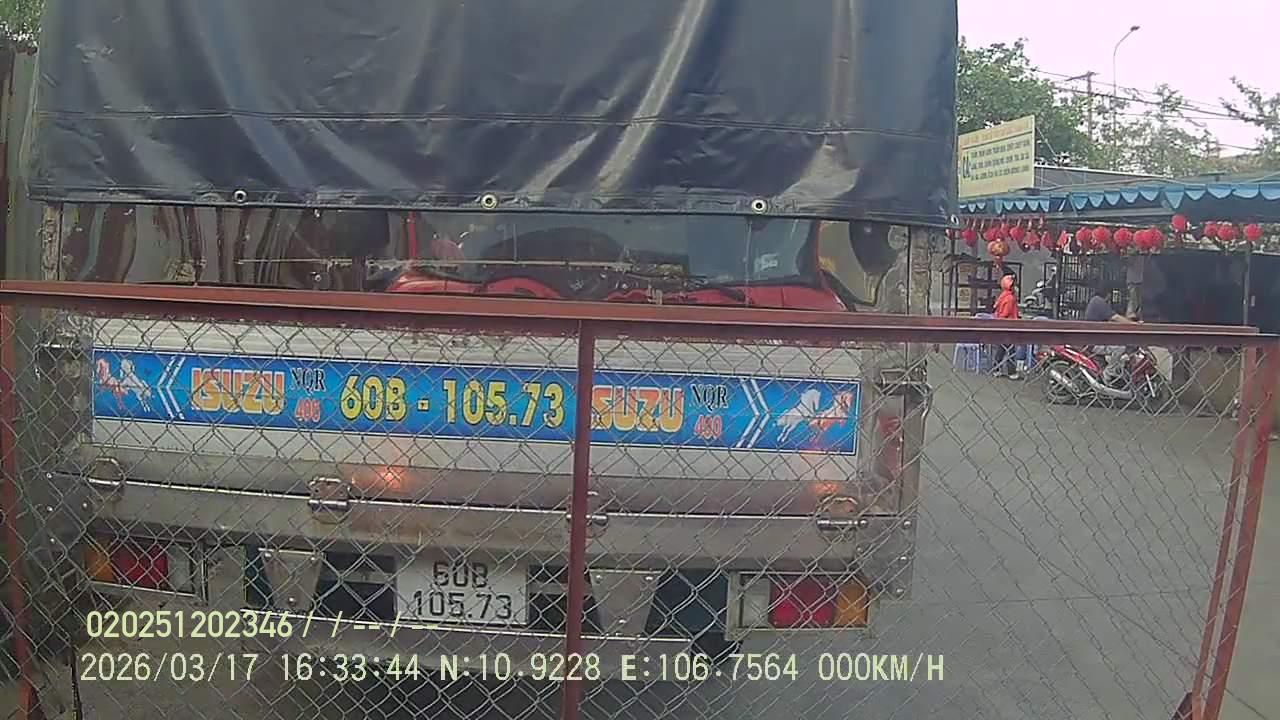 ISUZU NQR 400 60B - 105.73 ISUZU NQR 400
60B
105.73
020251202346 / / -- / --
2026/03/17 16:33:44 N:10.9228 E:106.7564 000KM/H